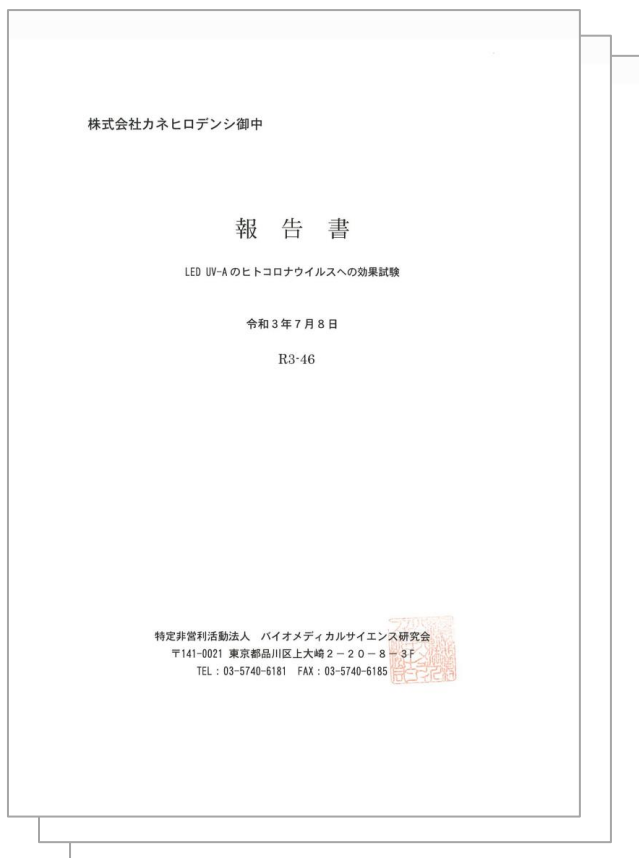 株式会社カネヒロデンシ御中
報 告 書
LED UV-A のヒトコロナウイルスへの効果試験
令和3年7月8日
R3-46
特定非営利活動法人 バイオメディカルサイエンス研究会
〒141-0021 東京都品川区上大崎2-20-8-3F
TEL:03-5740-6181 FAX:03-5740-6185